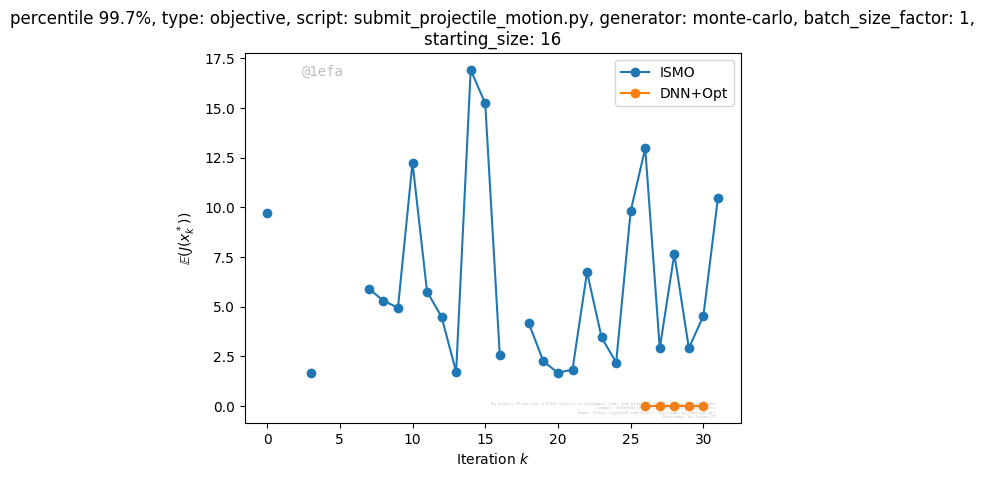 percentile 99.7%, type: objective, script: submit_projectile_motion.py, generator: monte-carlo, batch_size_factor: 1,
starting_size: 16
@1efa
ISMO
DNN+Opt
17.5
15.0
12.5
10.0
7.5
5.0
2.5
0.0
𝔼(J(x_k^*))
0 5 10 15 20 25 30
Iteration k